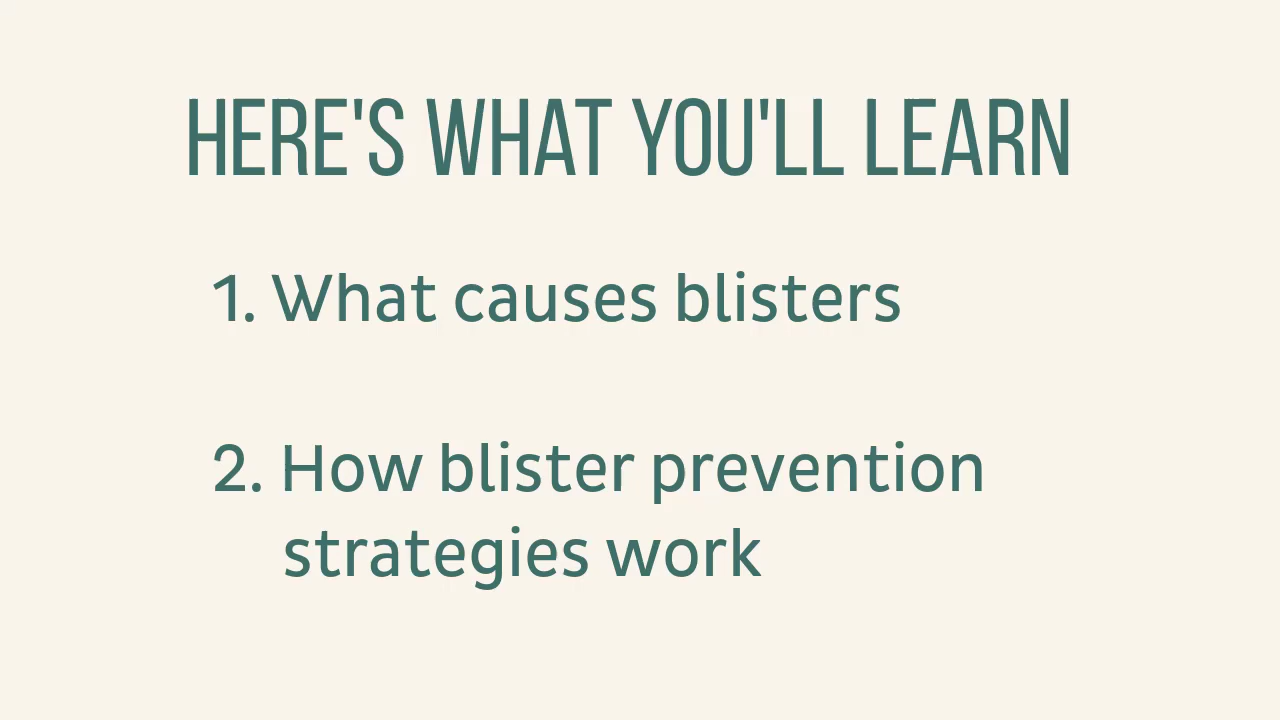 HERE'S WHAT YOU'LL LEARN
1. What causes blisters
2. How blister prevention
strategies work